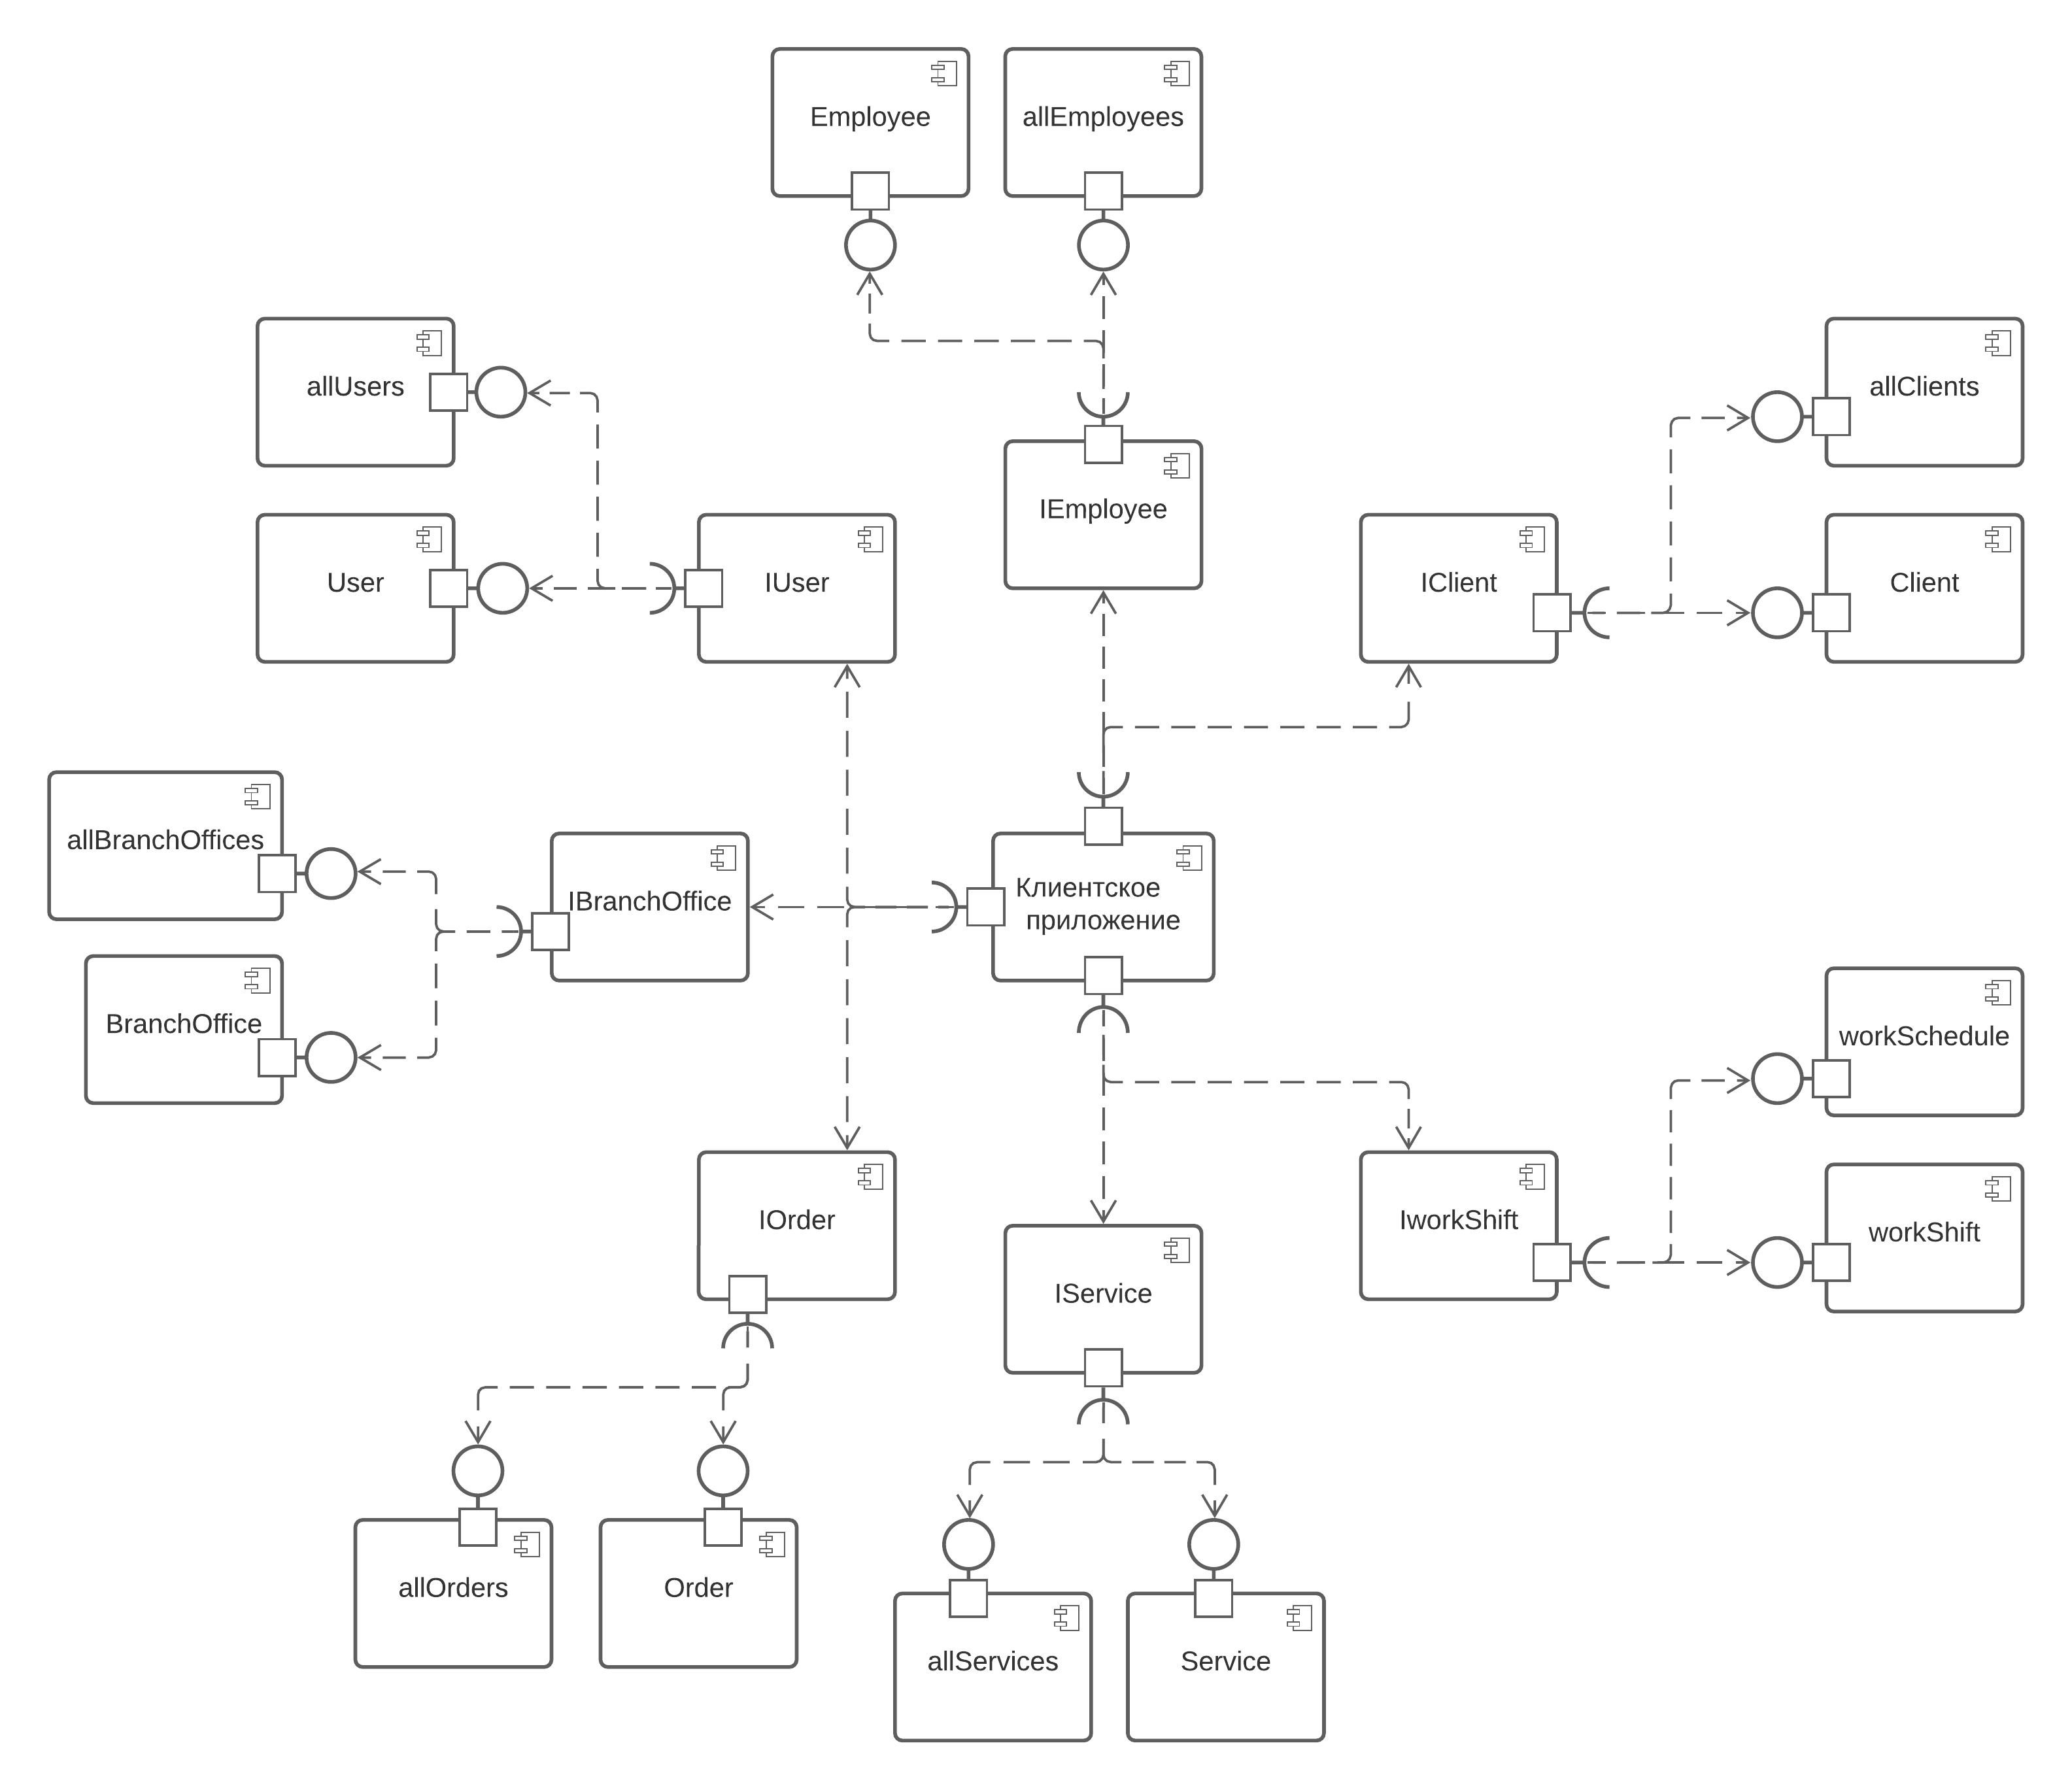 Employee
allEmployees
allUsers
allClients
IEmployee
User
IUser
IClient
Client
allBranchOffices
IBranchOffice
Клиентское
приложение
BranchOffice
workSchedule
IOrder
IworkShift
workShift
IService
allOrders
Order
allServices
Service